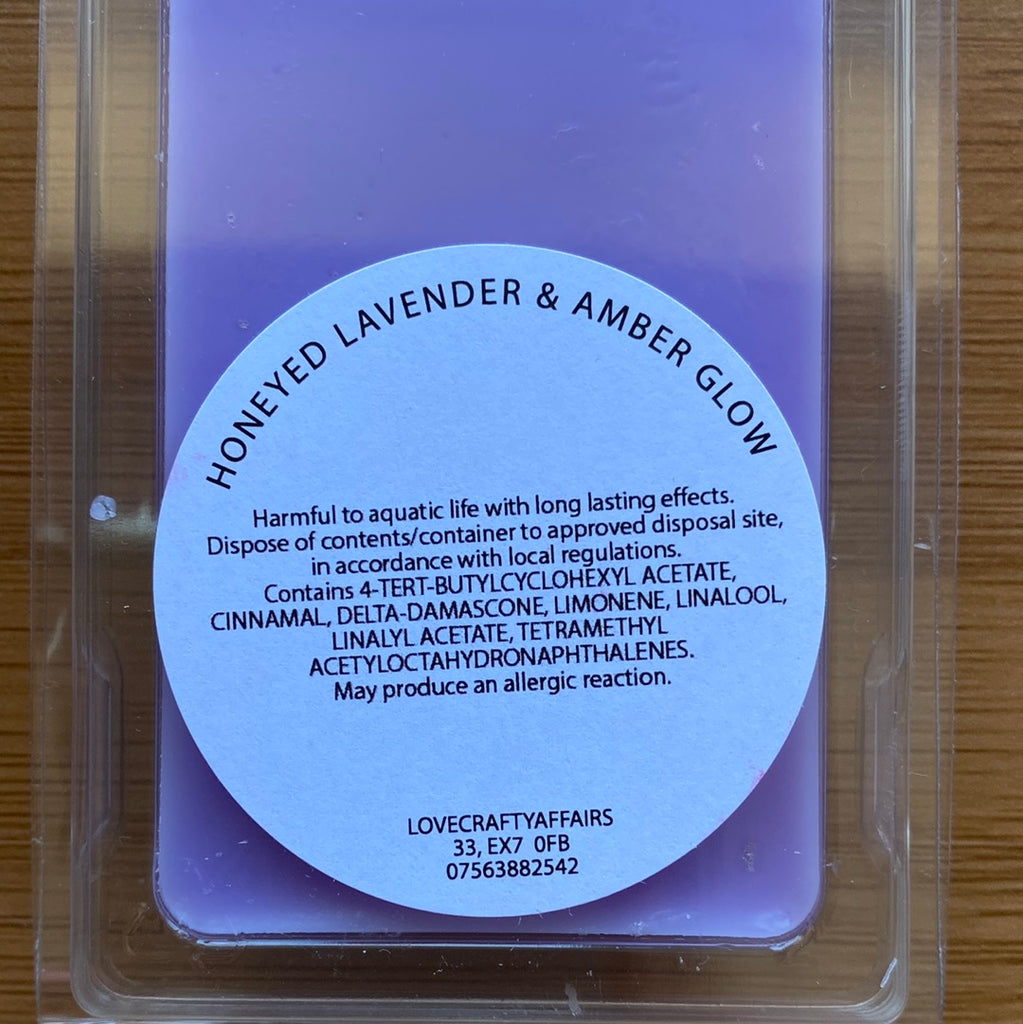 HONEYED LAVENDER & AMBER GLOW
Harmful to aquatic life with long lasting effects.
Dispose of contents/container to approved disposal site,
in accordance with local regulations.
Contains 4-TERT-BUTYLCYCLOHEXYL ACETATE,
CINNAMAL, DELTA-DAMASCONE, LIMONENE, LINALOOL,
LINALYL ACETATE, TETRAMETHYL
ACETYLOCTAHYDRONAPHTHALENES.
May produce an allergic reaction.
LOVECRAFTYAFFAIRS
33, EX7 0FB
07563882542